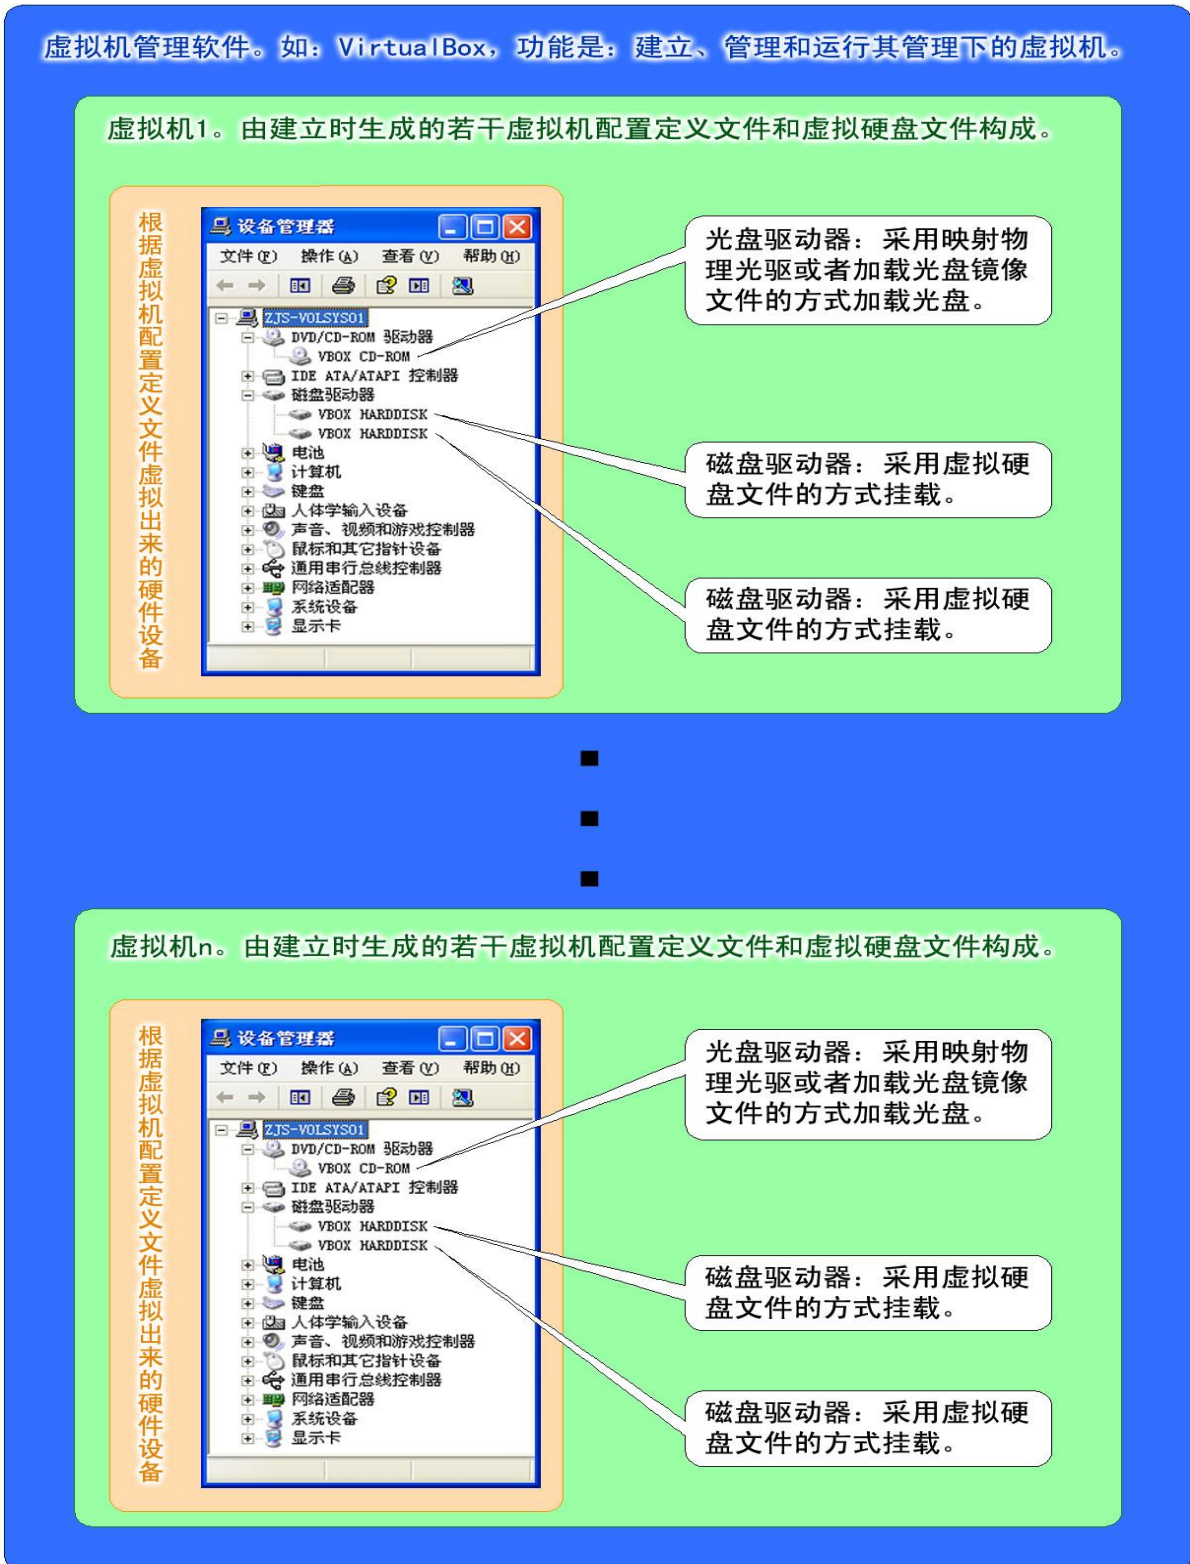 虚拟机管理软件。如：VirtualBox，功能是：建立、管理和运行其管理下的虚拟机。
虚拟机1。由建立时生成的若干虚拟机配置定义文件和虚拟硬盘文件构成。
根据虚拟机配置定义文件虚拟出来的硬件设备
设备管理器
文件(F) 操作(A) 查看(V) 帮助(H)
ZJS-VOLSYS01
DVD/CD-ROM 驱动器
VBOX CD-ROM
IDE ATA/ATAPI 控制器
磁盘驱动器
VBOX HARDDISK
VBOX HARDDISK
电池
计算机
键盘
人体学输入设备
声音、视频和游戏控制器
鼠标和其它指针设备
通用串行总线控制器
网络适配器
系统设备
显示卡
光盘驱动器：采用映射物
理光驱或者加载光盘镜像
文件的方式加载光盘。
磁盘驱动器：采用虚拟硬
盘文件的方式挂载。
磁盘驱动器：采用虚拟硬
盘文件的方式挂载。
虚拟机n。由建立时生成的若干虚拟机配置定义文件和虚拟硬盘文件构成。
根据虚拟机配置定义文件虚拟出来的硬件设备
设备管理器
文件(F) 操作(A) 查看(V) 帮助(H)
ZJS-VOLSYS01
DVD/CD-ROM 驱动器
VBOX CD-ROM
IDE ATA/ATAPI 控制器
磁盘驱动器
VBOX HARDDISK
VBOX HARDDISK
电池
计算机
键盘
人体学输入设备
声音、视频和游戏控制器
鼠标和其它指针设备
通用串行总线控制器
网络适配器
系统设备
显示卡
光盘驱动器：采用映射物
理光驱或者加载光盘镜像
文件的方式加载光盘。
磁盘驱动器：采用虚拟硬
盘文件的方式挂载。
磁盘驱动器：采用虚拟硬
盘文件的方式挂载。